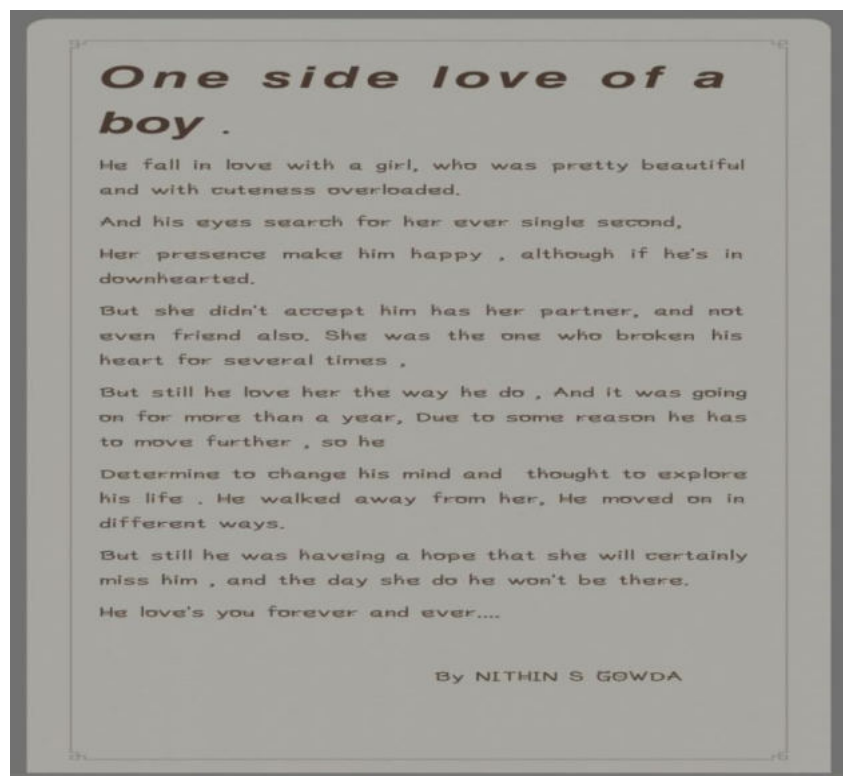 One side love of a
boy .
He fall in love with a girl, who was pretty beautiful
and with cuteness overloaded.
And his eyes search for her ever single second,
Her presence make him happy , although if he's in
downhearted.
But she didn't accept him has her partner, and not
even friend also. She was the one who broken his
heart for several times ,
But still he love her the way he do , And it was going
on for more than a year, Due to some reason he has
to move further , so he
Determine to change his mind and thought to explore
his life . He walked away from her, He moved on in
different ways.
But still he was haveing a hope that she will certainly
miss him , and the day she do he won't be there.
He love's you forever and ever....
By NITHIN S GOWDA